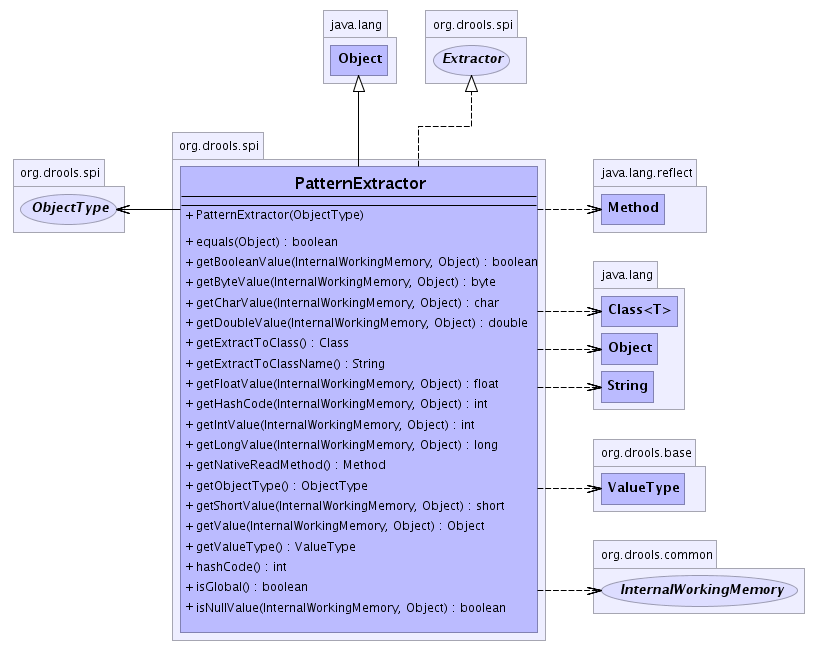 java.lang
Object
org.drools.spi
Extractor
org.drools.spi
ObjectType
org.drools.spi
PatternExtractor
+ PatternExtractor(ObjectType)
+ equals(Object) : boolean
+ getBooleanValue(InternalWorkingMemory, Object) : boolean
+ getByteValue(InternalWorkingMemory, Object) : byte
+ getCharValue(InternalWorkingMemory, Object) : char
+ getDoubleValue(InternalWorkingMemory, Object) : double
+ getExtractToClass() : Class
+ getExtractToClassName() : String
+ getFloatValue(InternalWorkingMemory, Object) : float
+ getHashCode(InternalWorkingMemory, Object) : int
+ getIntValue(InternalWorkingMemory, Object) : int
+ getLongValue(InternalWorkingMemory, Object) : long
+ getNativeReadMethod() : Method
+ getObjectType() : ObjectType
+ getShortValue(InternalWorkingMemory, Object) : short
+ getValue(InternalWorkingMemory, Object) : Object
+ getValueType() : ValueType
+ hashCode() : int
+ isGlobal() : boolean
+ isNullValue(InternalWorkingMemory, Object) : boolean
java.lang.reflect
Method
java.lang
Class<T>
Object
String
org.drools.base
ValueType
org.drools.common
InternalWorkingMemory